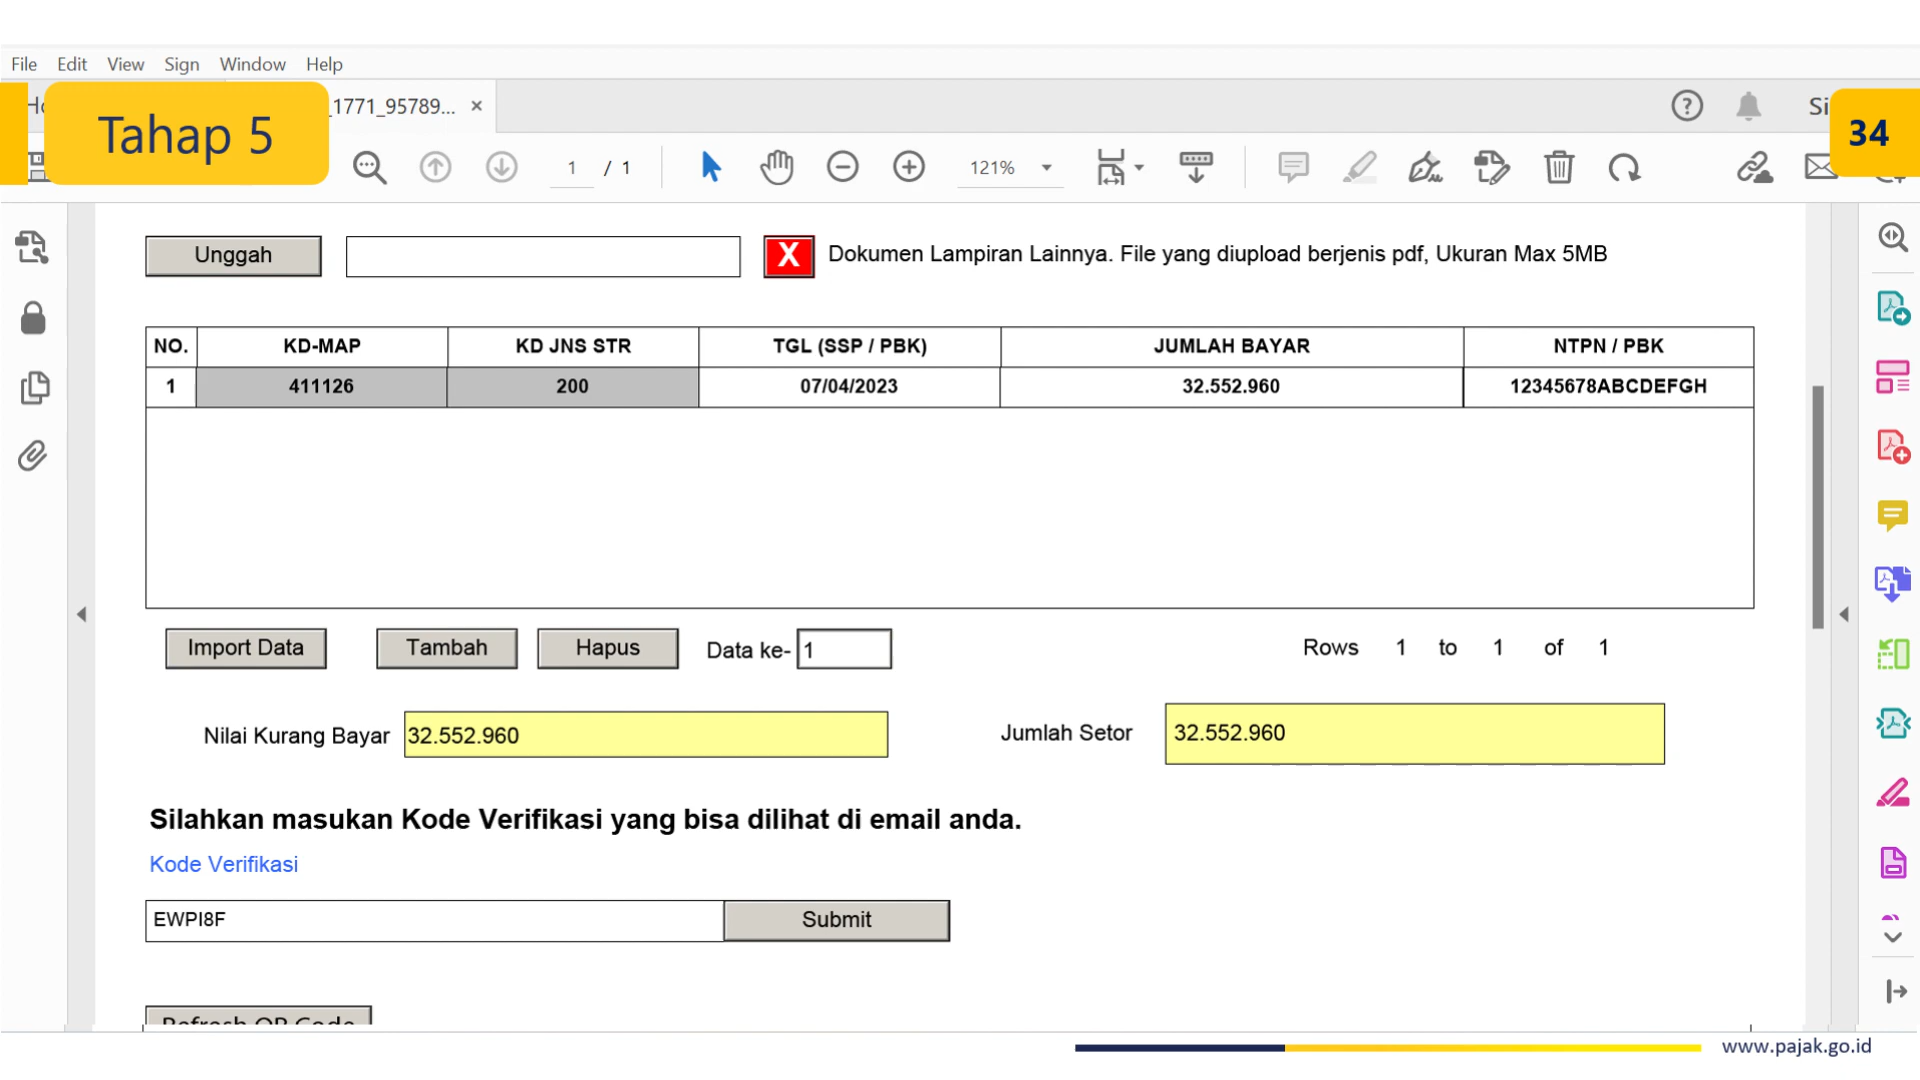 File Edit View Sign Window Help
Tahap 5
_1771_95789...
34
1 / 1
121%
Unggah
X
Dokumen Lampiran Lainnya. File yang diupload berjenis pdf, Ukuran Max 5MB
NO. KD-MAP KD JNS STR TGL (SSP / PBK) JUMLAH BAYAR NTPN / PBK
1 411126 200 07/04/2023 32.552.960 12345678ABCDEFGH
Import Data Tambah Hapus Data ke- 1 Rows 1 to 1 of 1
Nilai Kurang Bayar 32.552.960 Jumlah Setor 32.552.960
Silahkan masukan Kode Verifikasi yang bisa dilihat di email anda.
Kode Verifikasi
EWPI8F Submit
Refresh QR Code
www.pajak.go.id